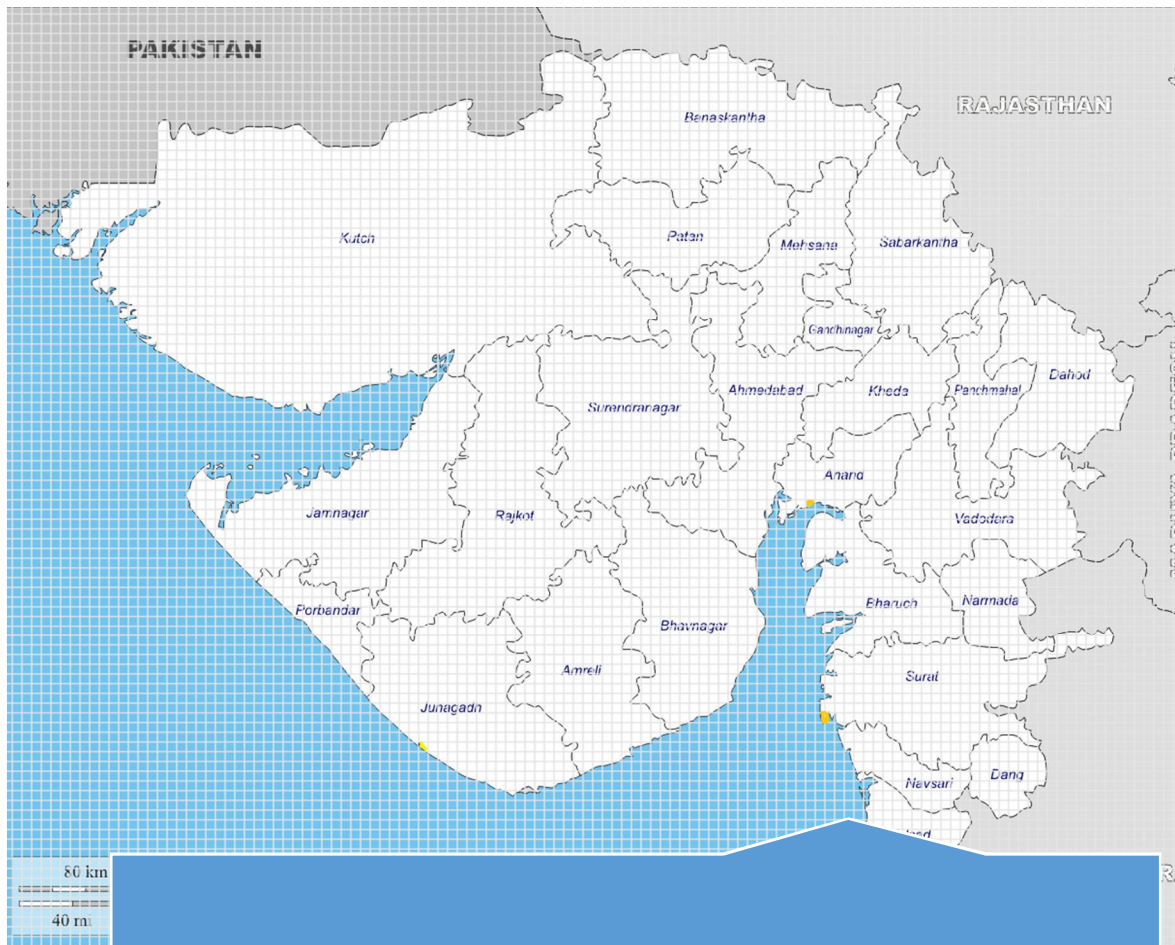 PAKISTAN
RAJASTHAN
Banaskantha
Kutch
Patan
Mehsana
Sabarkantha
Gandhinagar
Ahmedabad
Kheda
Panchmahal
Dahod
Surendranagar
Anand
Jamnagar
Rajkot
Vadodara
Porbandar
Bharuch
Narmada
Bhavnagar
Amreli
Surat
Junagadh
Navsari
Dang
80 km
40 mi